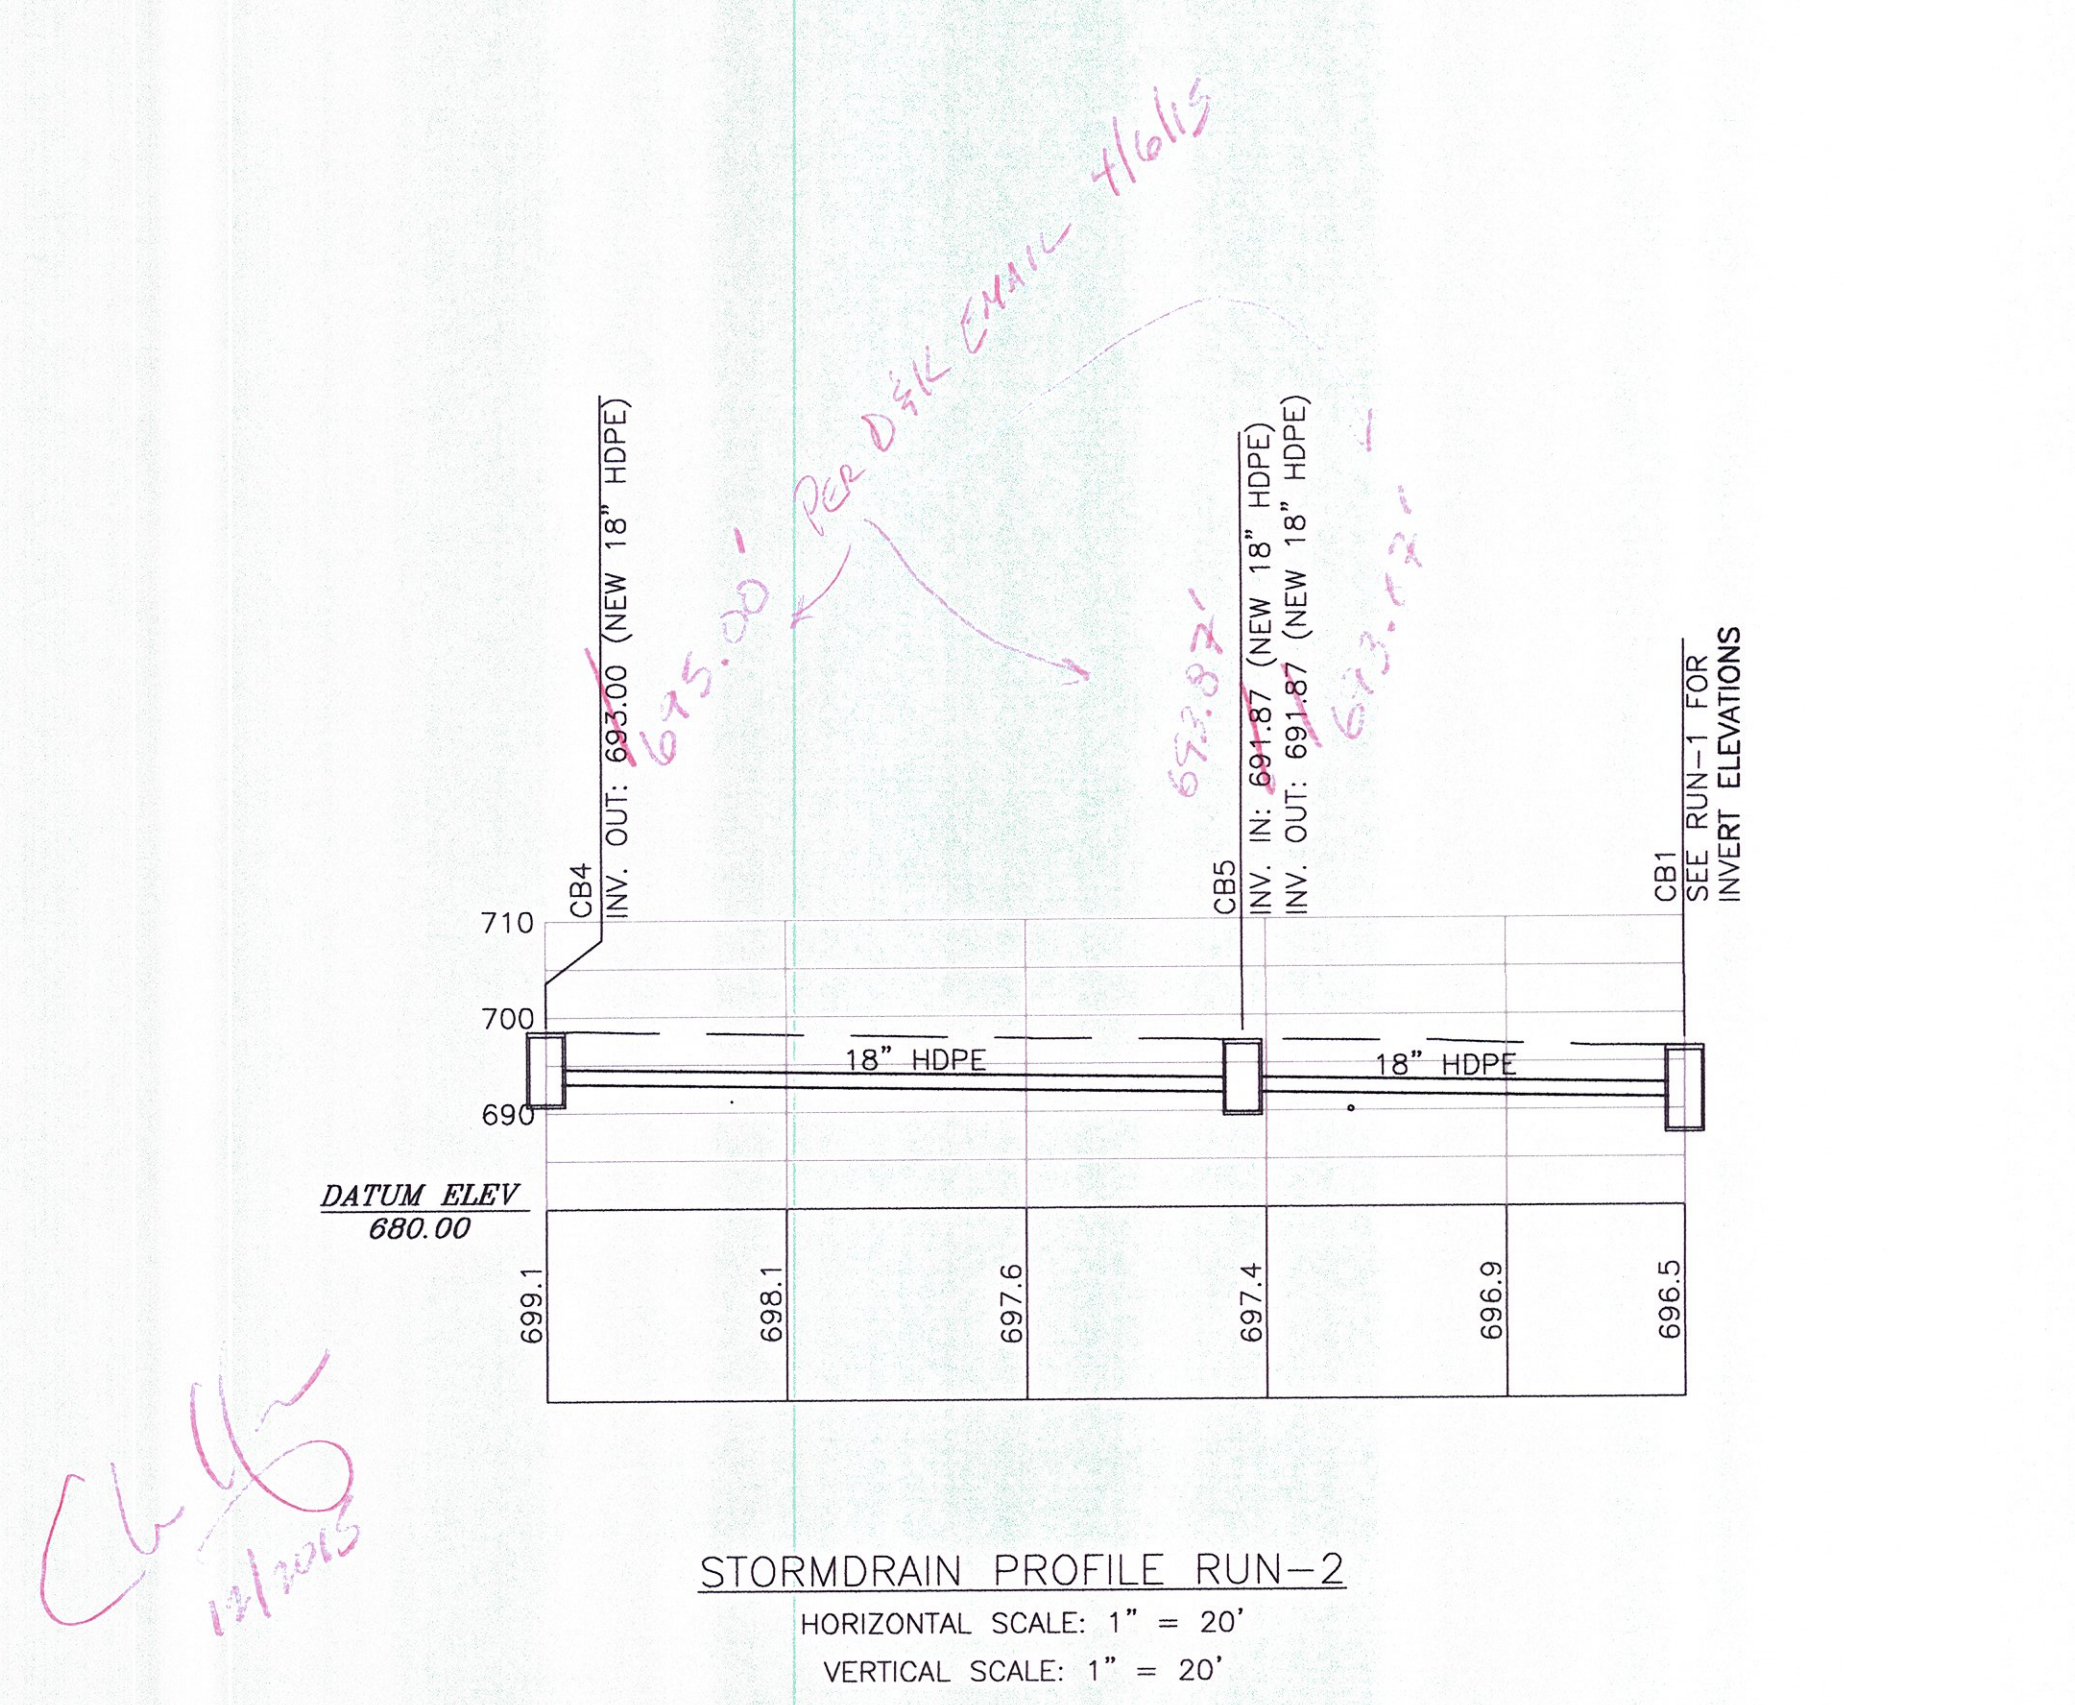 PER D&K EMAIL 4/6/15
CB4
INV. OUT: 693.00 (NEW 18" HDPE)
695.00'
CB5
693.87'
INV. IN: 691.87 (NEW 18" HDPE)
INV. OUT: 691.87 (NEW 18" HDPE)
CB1
SEE RUN-1 FOR
INVERT ELEVATIONS
710
700
690
18" HDPE
18" HDPE
DATUM ELEV
680.00
699.1
698.1
697.6
697.4
696.9
696.5
12/2015
STORMDRAIN PROFILE RUN-2
HORIZONTAL SCALE: 1" = 20'
VERTICAL SCALE: 1" = 20'